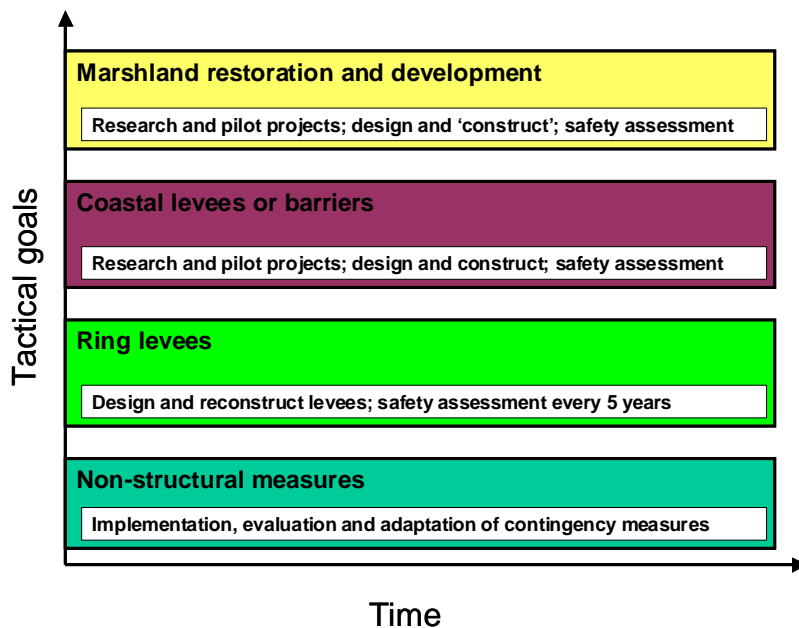 Marshland restoration and development
Research and pilot projects; design and ‘construct’; safety assessment
Coastal levees or barriers
Research and pilot projects; design and construct; safety assessment
Ring levees
Design and reconstruct levees; safety assessment every 5 years
Non-structural measures
Implementation, evaluation and adaptation of contingency measures
Tactical goals
Time